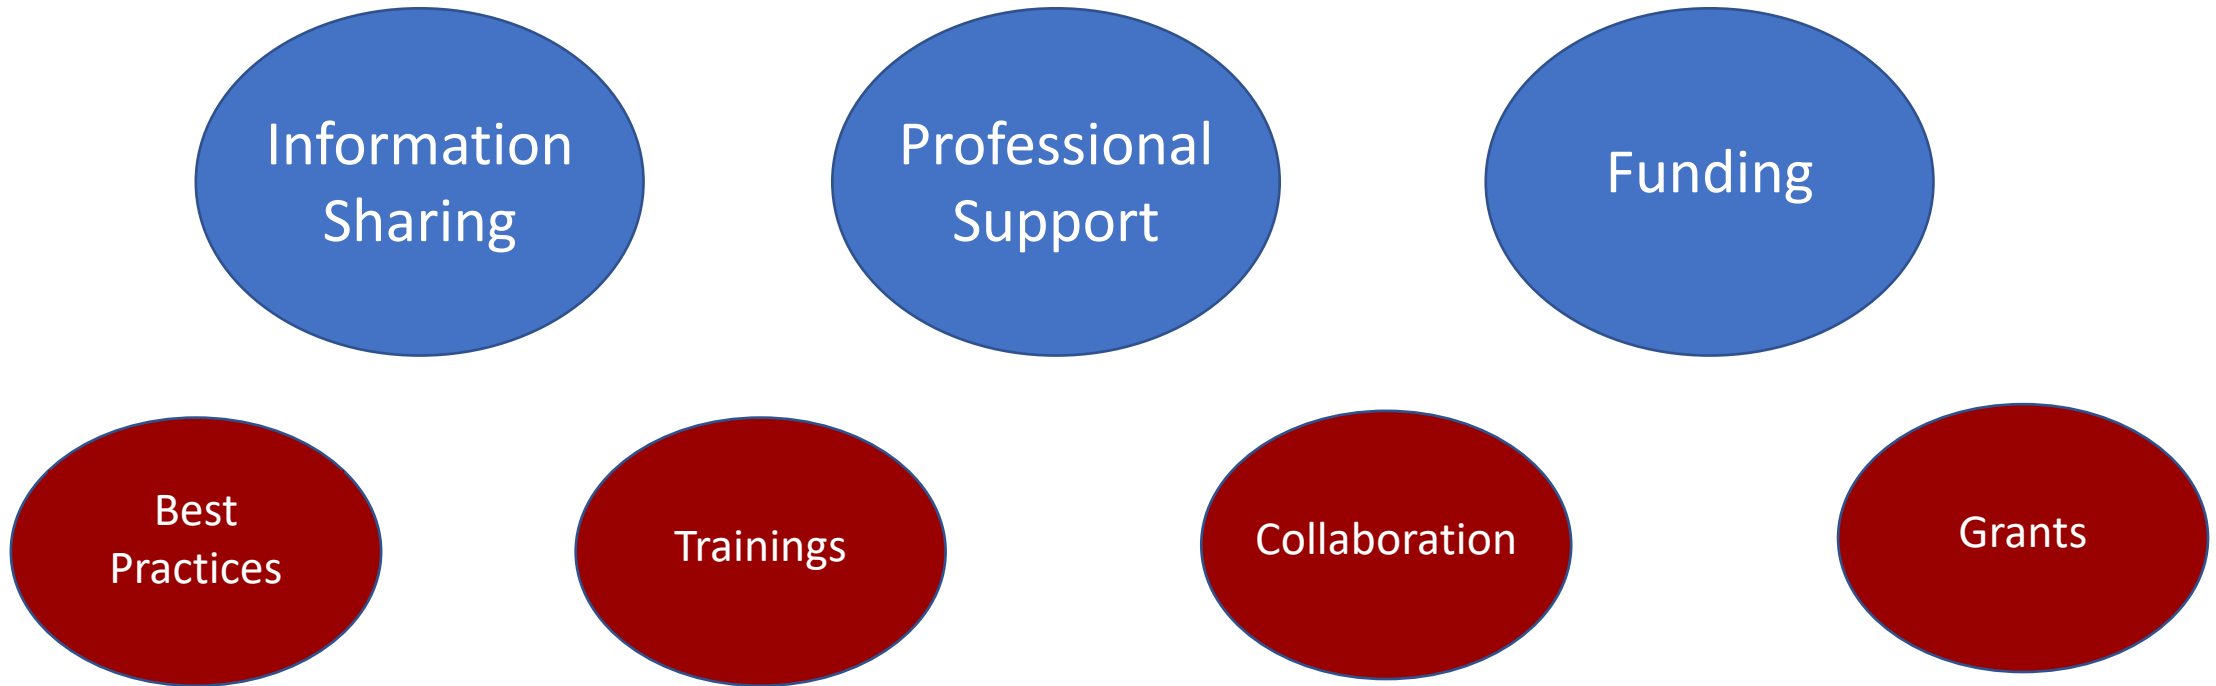 Information
Sharing
Professional
Support
Funding
Best
Practices
Trainings
Collaboration
Grants